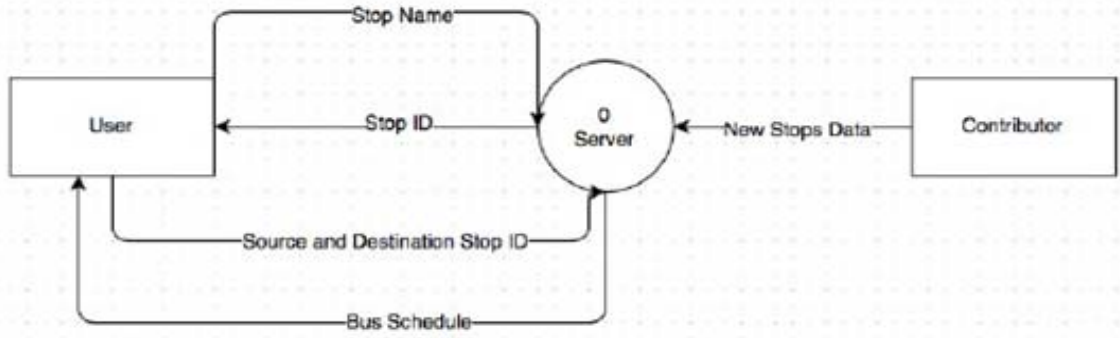 Stop Name
User
Stop ID
0
Server
New Stops Data
Contributor
Source and Destination Stop ID
Bus Schedule